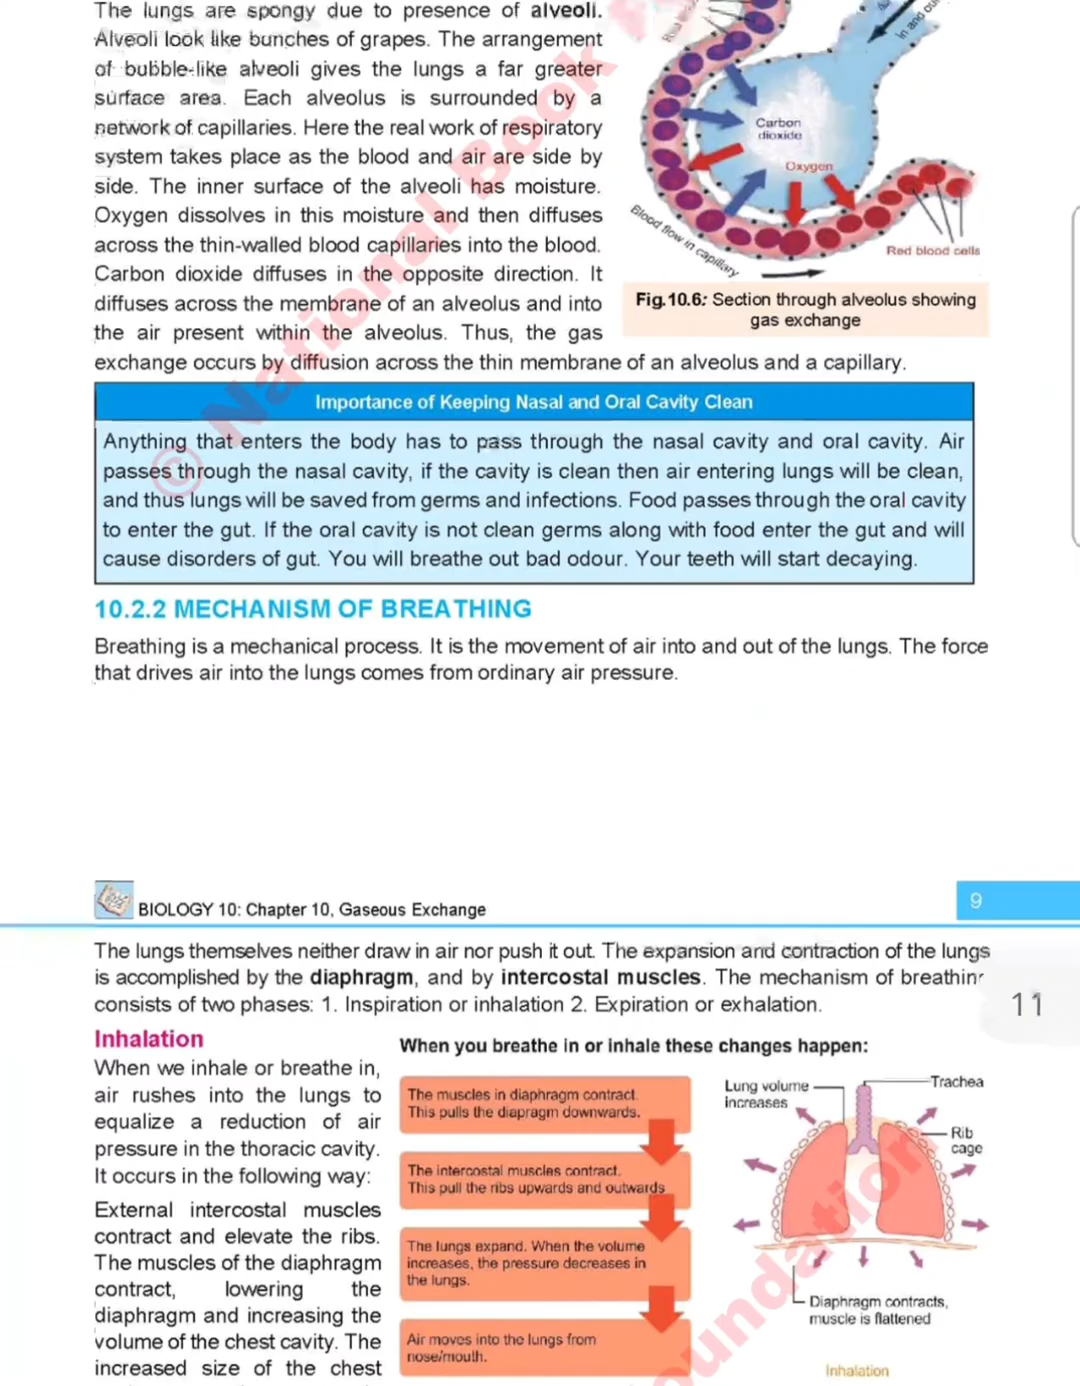 The lungs are spongy due to presence of alveoli.
Alveoli look like bunches of grapes. The arrangement
of bubble-like alveoli gives the lungs a far greater
surface area. Each alveolus is surrounded by a
network of capillaries. Here the real work of respiratory
system takes place as the blood and air are side by
side. The inner surface of the alveoli has moisture.
Oxygen dissolves in this moisture and then diffuses
across the thin-walled blood capillaries into the blood.
Carbon dioxide diffuses in the opposite direction. It
diffuses across the membrane of an alveolus and into
the air present within the alveolus. Thus, the gas
exchange occurs by diffusion across the thin membrane of an alveolus and a capillary.
In and out
Carbon
dioxide
Oxygen
Blood flow in capillary
Red blood cells
Fig.10.6: Section through alveolus showing
gas exchange
Importance of Keeping Nasal and Oral Cavity Clean
Anything that enters the body has to pass through the nasal cavity and oral cavity. Air
passes through the nasal cavity, if the cavity is clean then air entering lungs will be clean,
and thus lungs will be saved from germs and infections. Food passes through the oral cavity
to enter the gut. If the oral cavity is not clean germs along with food enter the gut and will
cause disorders of gut. You will breathe out bad odour. Your teeth will start decaying.
10.2.2 MECHANISM OF BREATHING
Breathing is a mechanical process. It is the movement of air into and out of the lungs. The force
that drives air into the lungs comes from ordinary air pressure.
BIOLOGY 10: Chapter 10, Gaseous Exchange
9
The lungs themselves neither draw in air nor push it out. The expansion and contraction of the lungs
is accomplished by the diaphragm, and by intercostal muscles. The mechanism of breathing
consists of two phases: 1. Inspiration or inhalation 2. Expiration or exhalation.
11
Inhalation
When we inhale or breathe in,
air rushes into the lungs to
equalize a reduction of air
pressure in the thoracic cavity.
It occurs in the following way:
External intercostal muscles
contract and elevate the ribs.
The muscles of the diaphragm
contract, lowering the
diaphragm and increasing the
volume of the chest cavity. The
increased size of the chest
When you breathe in or inhale these changes happen:
The muscles in diaphragm contract.
This pulls the diapragm downwards.
The intercostal muscles contract.
This pull the ribs upwards and outwards
The lungs expand. When the volume
increases, the pressure decreases in
the lungs.
Air moves into the lungs from
nose/mouth.
Lung volume
increases
Trachea
Rib
cage
Diaphragm contracts,
muscle is flattened
Inhalation
© National Book
oundation